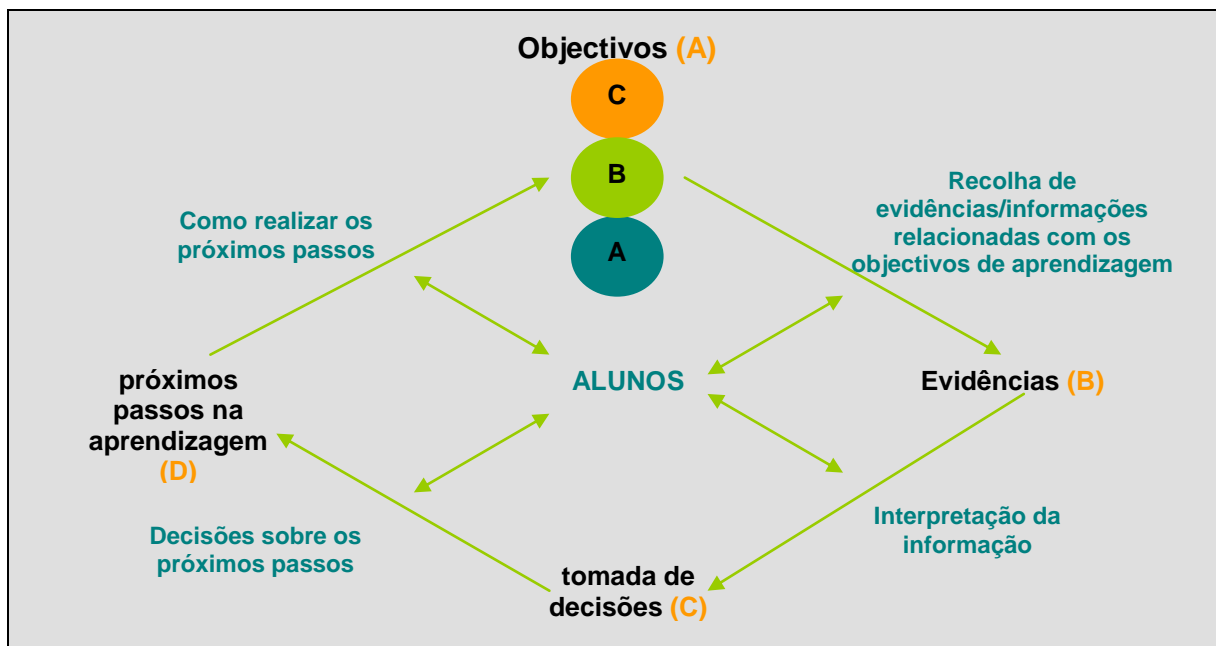 Objectivos (A)
C
B
A
Como realizar os
próximos passos
Recolha de
evidências/informações
relacionadas com os
objectivos de aprendizagem
próximos
passos na
aprendizagem
(D)
ALUNOS
Evidências (B)
Decisões sobre os
próximos passos
Interpretação da
informação
tomada de
decisões (C)